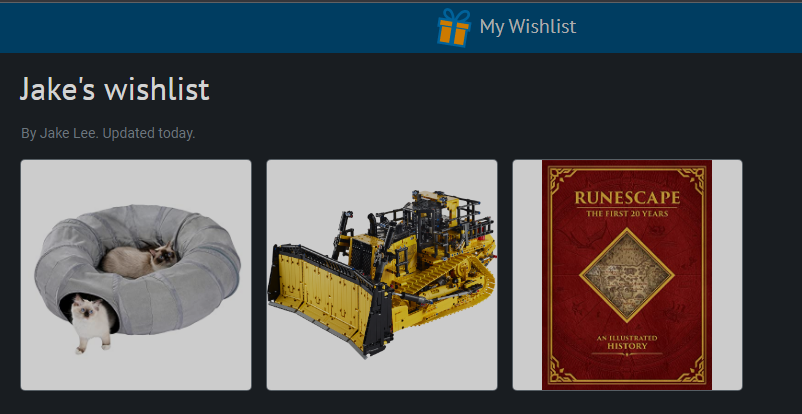 My Wishlist
Jake's wishlist
By Jake Lee. Updated today.
RUNESCAPE
THE FIRST 20 YEARS
AN ILLUSTRATED
HISTORY